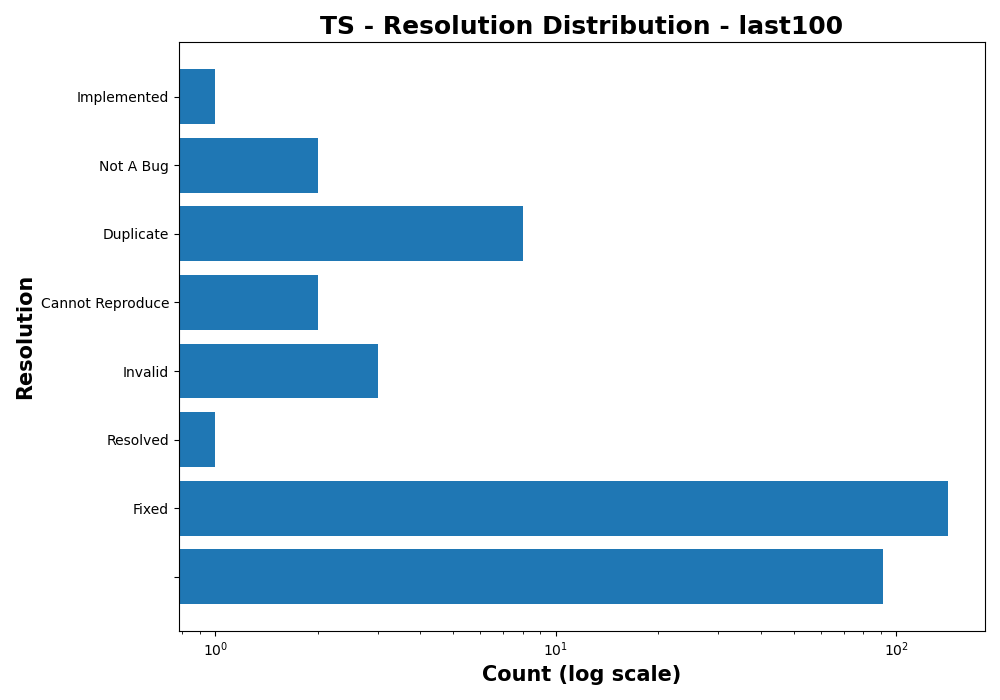 TS - Resolution Distribution - last100
Implemented
Not A Bug
Duplicate
Cannot Reproduce
Invalid
Resolved
Fixed
Resolution
10⁰ 10¹ 10²
Count (log scale)